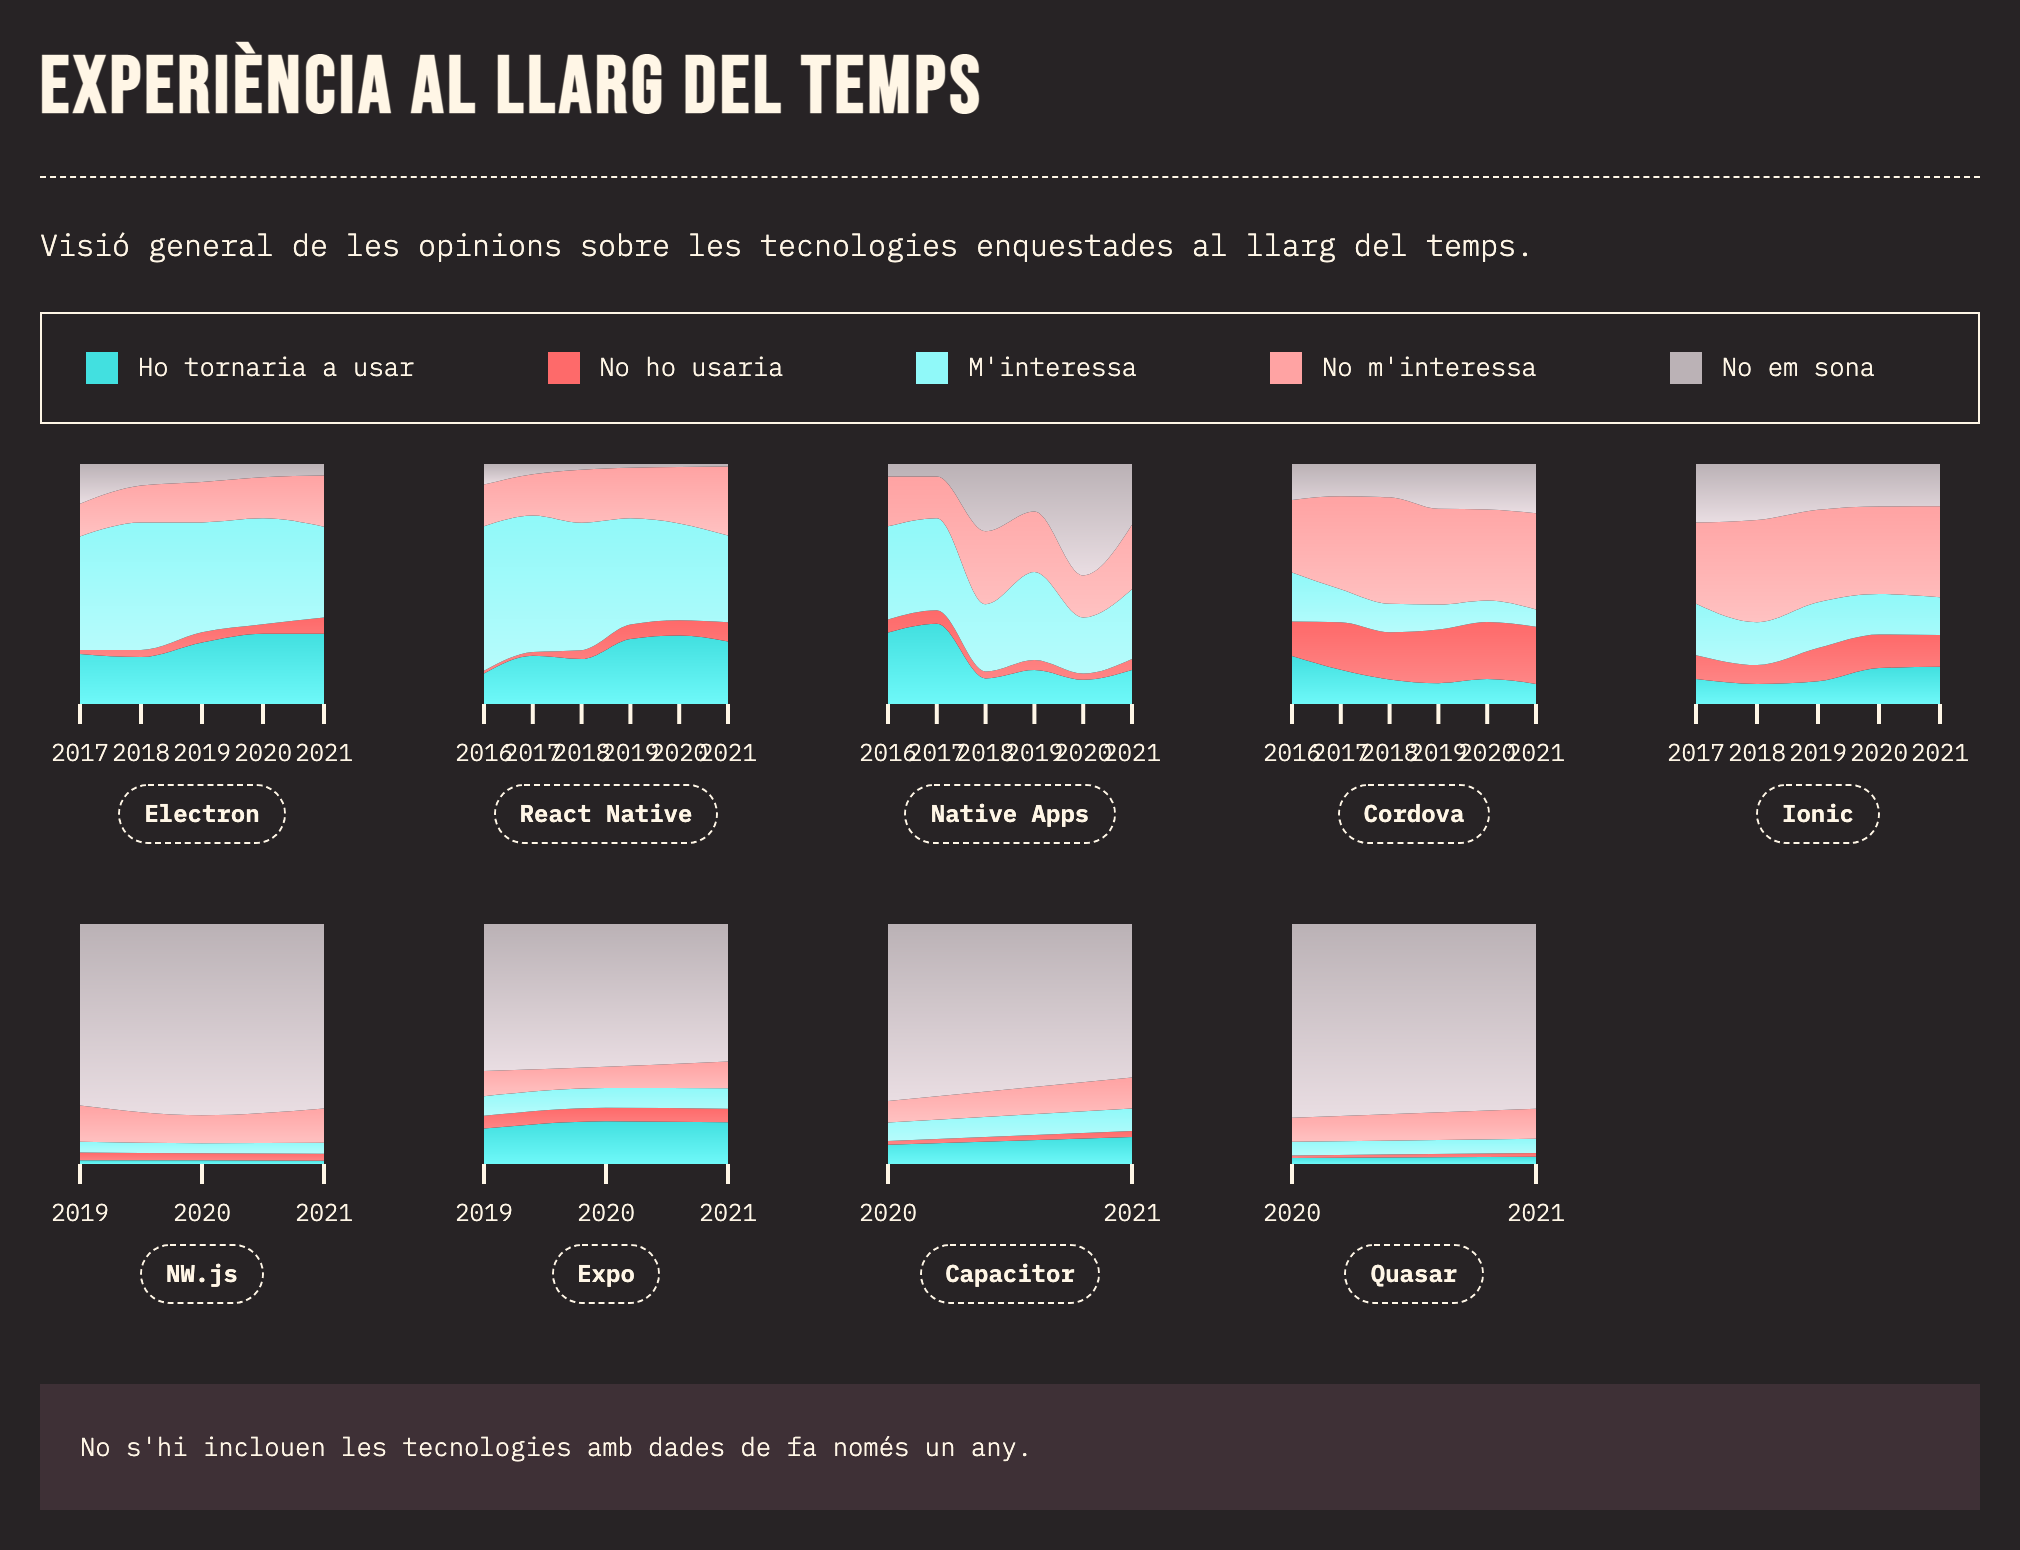 EXPERIÈNCIA AL LLARG DEL TEMPS
Visió general de les opinions sobre les tecnologies enquestades al llarg del temps.
Ho tornaria a usar No ho usaria M'interessa No m'interessa No em sona
2017 2018 2019 2020 2021 2016 2017 2018 2019 2020 2021 2016 2017 2018 2019 2020 2021 2016 2017 2018 2019 2020 2021 2017 2018 2019 2020 2021
Electron React Native Native Apps Cordova Ionic
2019 2020 2021 2019 2020 2021 2020 2021 2020 2021
NW.js Expo Capacitor Quasar
No s'hi inclouen les tecnologies amb dades de fa només un any.